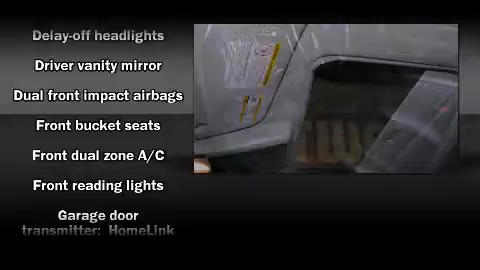 Delay-off headlights
Driver vanity mirror
Dual front impact airbags
Front bucket seats
Front dual zone A/C
Front reading lights
Garage door
transmitter: HomeLink